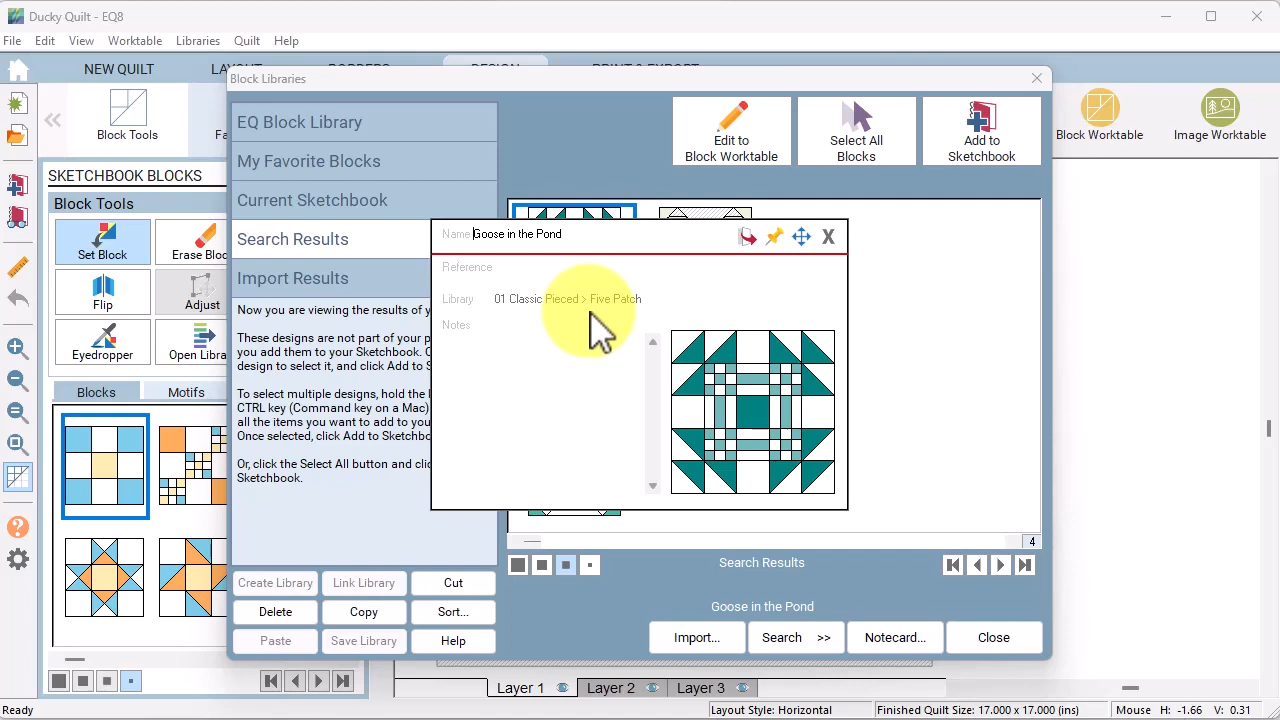 Ducky Quilt - EQ8
File Edit View Worktable Libraries Quilt Help
NEW QUILT
Block Tools
Block Worktable
Image Worktable
SKETCHBOOK BLOCKS
Block Tools
Set Block
Erase Bloc
Flip
Adjust
Eyedropper
Open Libra
Blocks
Motifs
Block Libraries
EQ Block Library
My Favorite Blocks
Current Sketchbook
Search Results
Import Results
Now you are viewing the results of y
These designs are not part of your p
you add them to your Sketchbook. C
design to select it, and click Add to S
To select multiple designs, hold the
CTRL key (Command key on a Mac)
all the items you want to add to you
Once selected, click Add to Sketchbo
Or, click the Select All button and clic
Sketchbook.
Edit to
Block Worktable
Select All
Blocks
Add to
Sketchbook
Name Goose in the Pond
Reference
Library 01 Classic Pieced > Five Patch
Notes
4
Search Results
Goose in the Pond
Create Library Link Library Cut
Delete Copy Sort...
Paste Save Library Help
Import... Search >> Notecard... Close
Layer 1 Layer 2 Layer 3
Ready
Layout Style: Horizontal
Finished Quilt Size: 17.000 x 17.000 (ins)
Mouse H: -1.66 V: 0.31